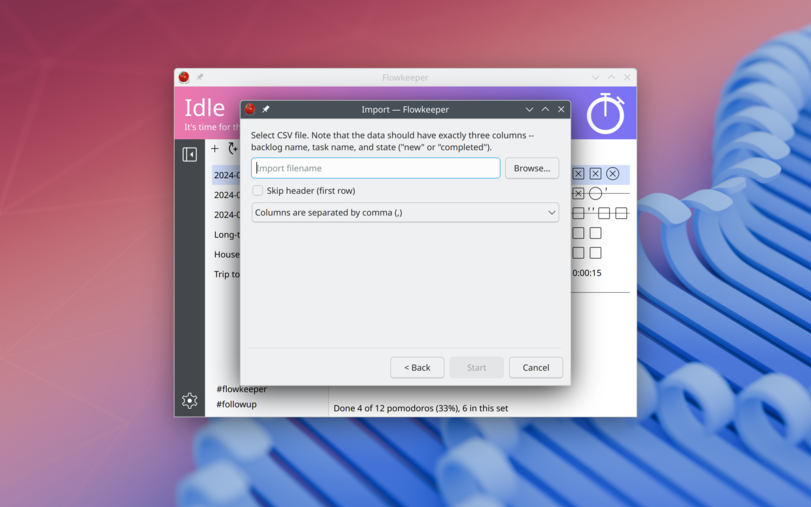 Flowkeeper
Idle
It's time for th
Import — Flowkeeper
Select CSV file. Note that the data should have exactly three columns --
backlog name, task name, and state ("new" or "completed").
Import filename
Browse...
Skip header (first row)
Columns are separated by comma (,)
< Back
Start
Cancel
2024-0
2024-0
2024-0
Long-t
House
Trip to
0:00:15
#flowkeeper
#followup
Done 4 of 12 pomodoros (33%), 6 in this set